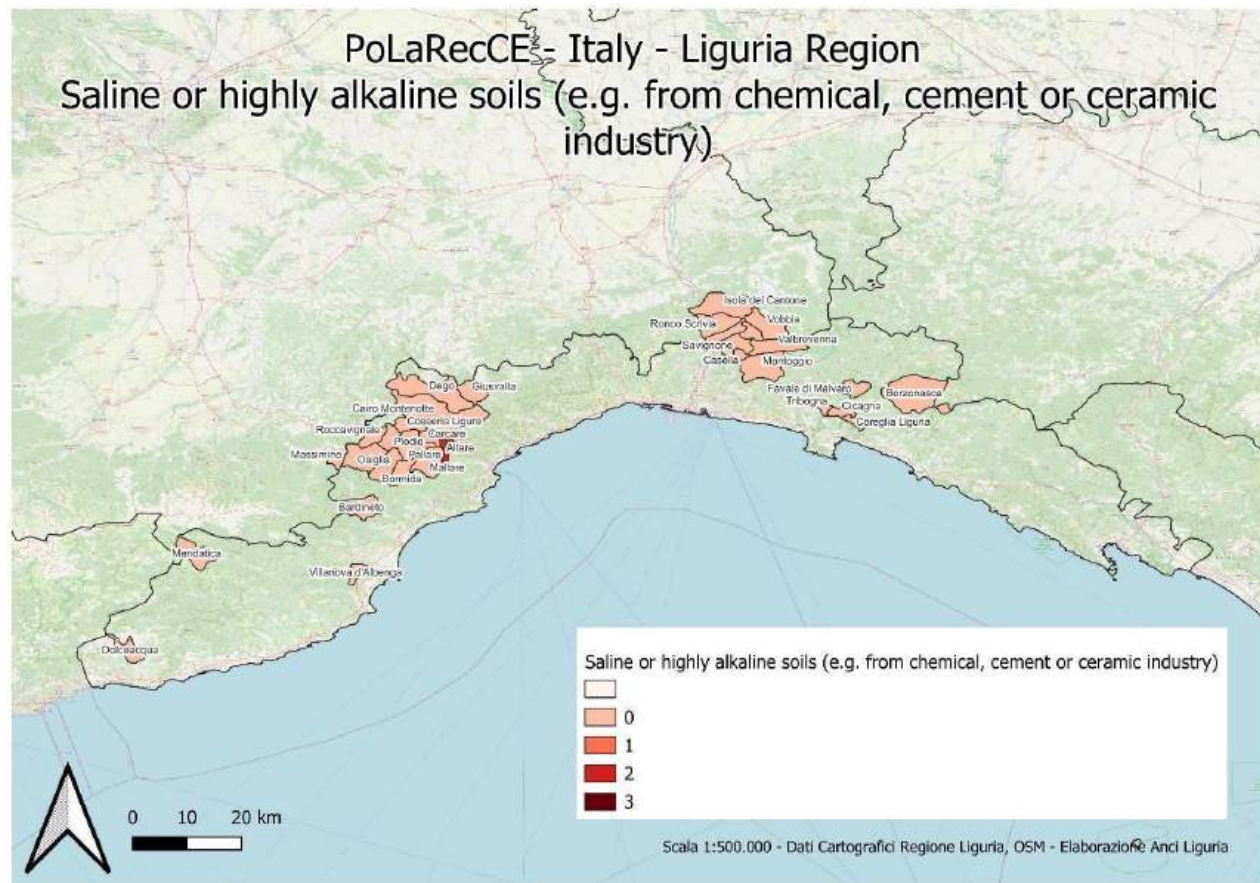 PoLaRecCE - Italy - Liguria Region
Saline or highly alkaline soils (e.g. from chemical, cement or ceramic
industry)
Isola del Cantone
Ronco Scrivia
Vobbia
Valbrevenna
Savignone
Casella
Montoggio
Favale di Malvaro
Borzonasca
Tribogna
Cicagna
Coreglia Ligure
Dego
Giusvalla
Cairo Montenotte
Cosseria Ligure
Roccavignale
Carcare
Plodio
Altare
Massimino
Osiglia
Pallare
Mallare
Bormida
Bardineto
Mendatica
Villanova d'Albenga
Dolceacqua
Saline or highly alkaline soils (e.g. from chemical, cement or ceramic industry)
0
1
2
3
0 10 20 km
Scala 1:500.000 - Dati Cartografici Regione Liguria, OSM - Elaborazione Anci Liguria